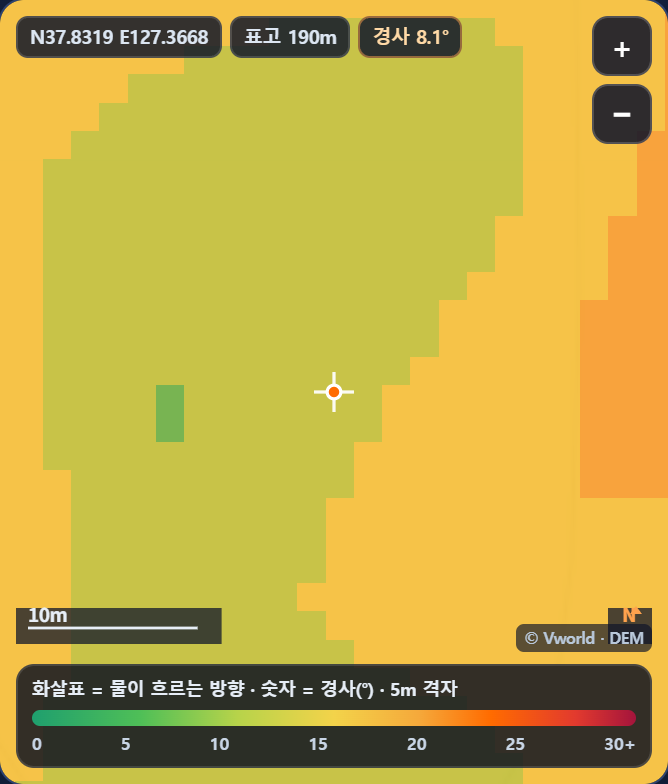 N37.8319 E127.3668 표고 190m 경사 8.1°
+
−
10m
N
© Vworld · DEM
화살표 = 물이 흐르는 방향 · 숫자 = 경사(°) · 5m 격자
0 5 10 15 20 25 30+